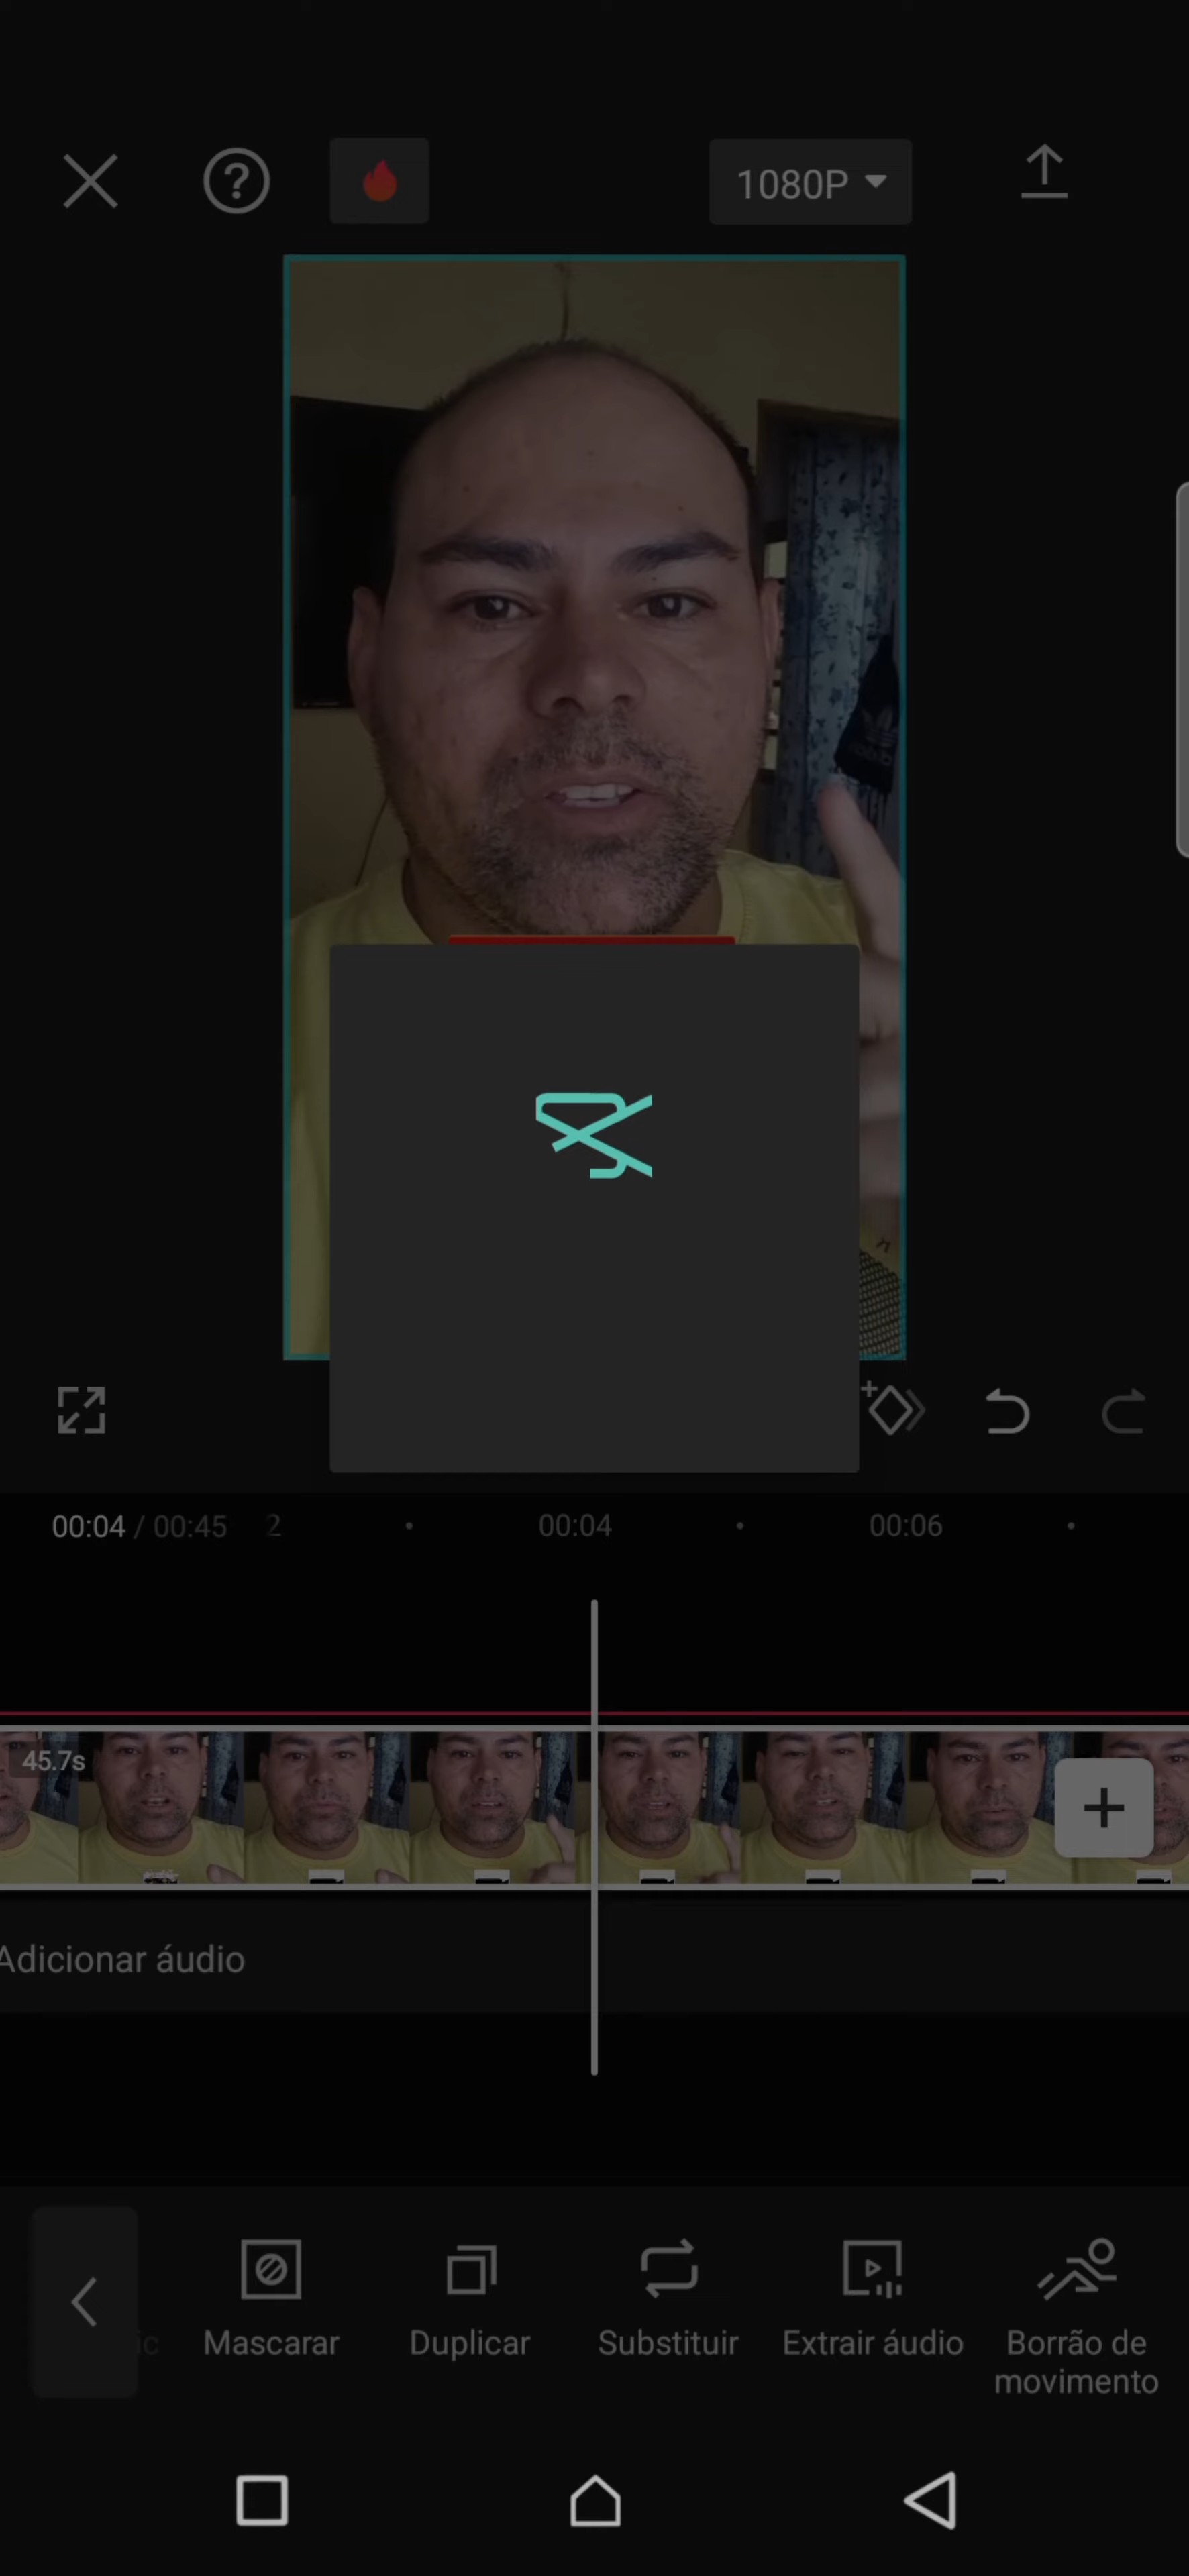 1080P
00:04 / 00:45 2 00:04 00:06
45.7s
Adicionar áudio
Mascarar Duplicar Substituir Extrair áudio Borrão de
movimento